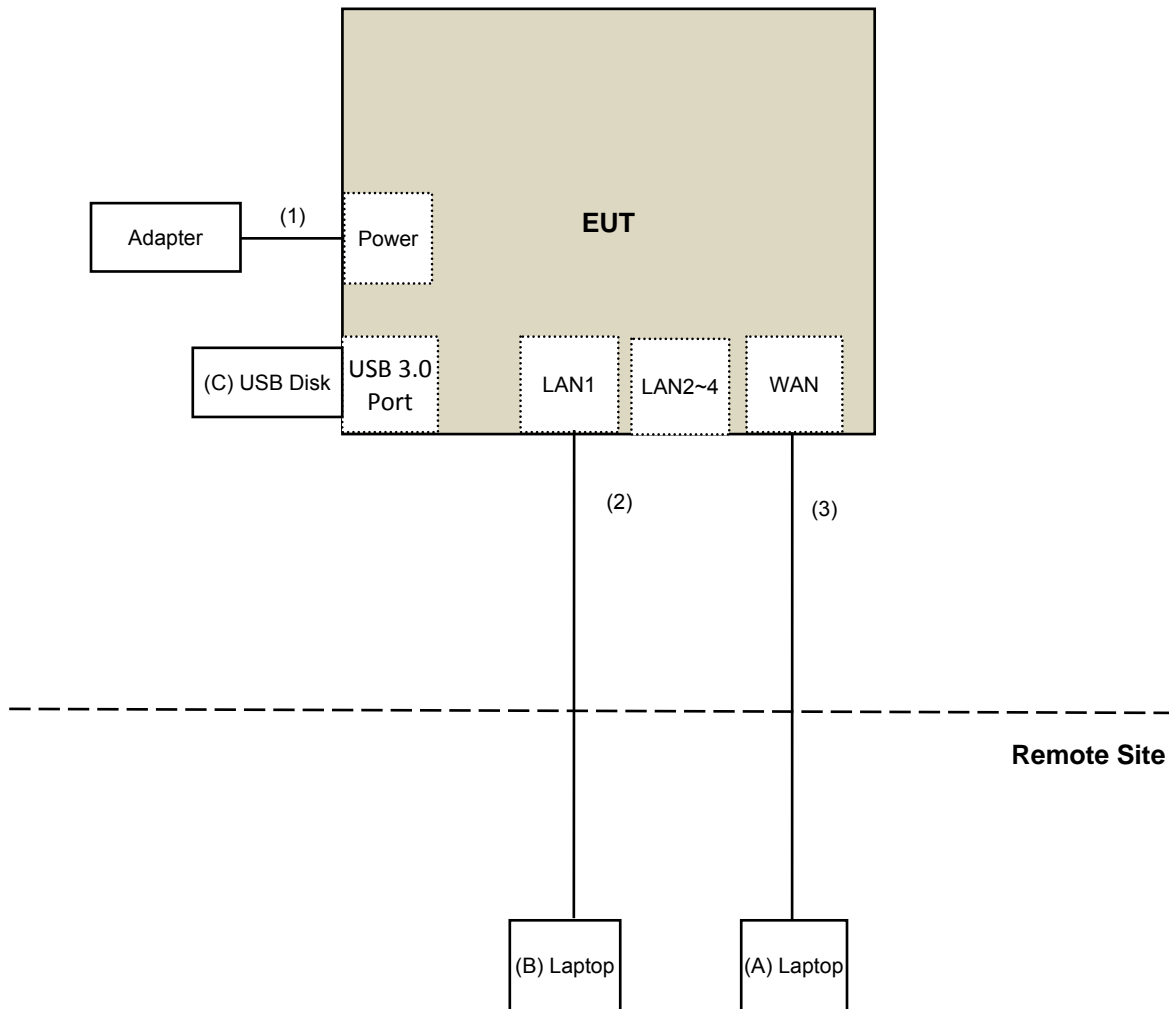 EUT
(1)
Adapter
Power
(C) USB Disk
USB 3.0
Port
LAN1
LAN2~4
WAN
(2)
(3)
Remote Site
(B) Laptop
(A) Laptop